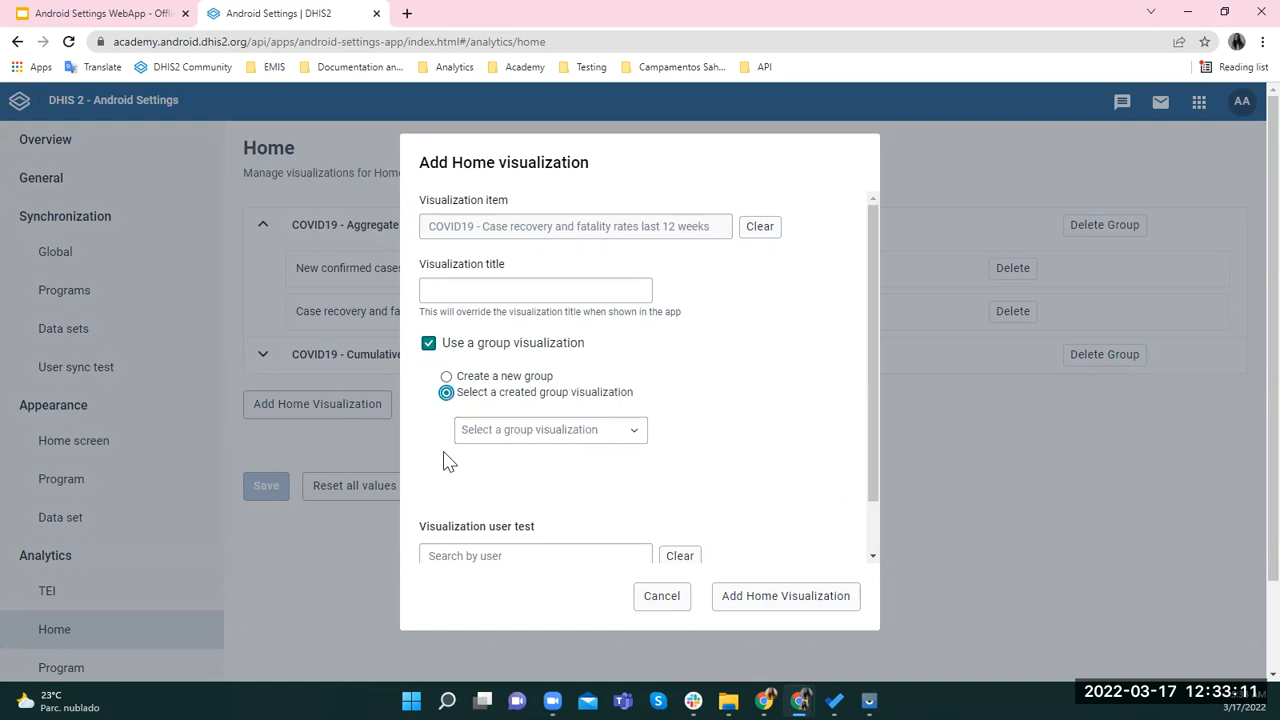 Android Settings WebApp - Offli
Android Settings | DHIS2
academy.android.dhis2.org/api/apps/android-settings-app/index.html#/analytics/home
Apps
Translate
DHIS2 Community
EMIS
Documentation an...
Analytics
Academy
Testing
Campamentos Sah...
API
Reading list
DHIS 2 - Android Settings
AA
Overview
General
Synchronization
Global
Programs
Data sets
User sync test
Appearance
Home screen
Program
Data set
Analytics
TEI
Home
Program
Home
Manage visualizations for Home
COVID19 - Aggregate
Delete Group
New confirmed cases
Delete
Case recovery and fa
Delete
COVID19 - Cumulative
Delete Group
Add Home Visualization
Save
Reset all values
Add Home visualization
Visualization item
COVID19 - Case recovery and fatality rates last 12 weeks
Clear
Visualization title
This will override the visualization title when shown in the app
Use a group visualization
Create a new group
Select a created group visualization
Select a group visualization
Visualization user test
Search by user
Clear
Cancel
Add Home Visualization
23°C
Parc. nublado
2022-03-17 12:33:11
3/17/2022